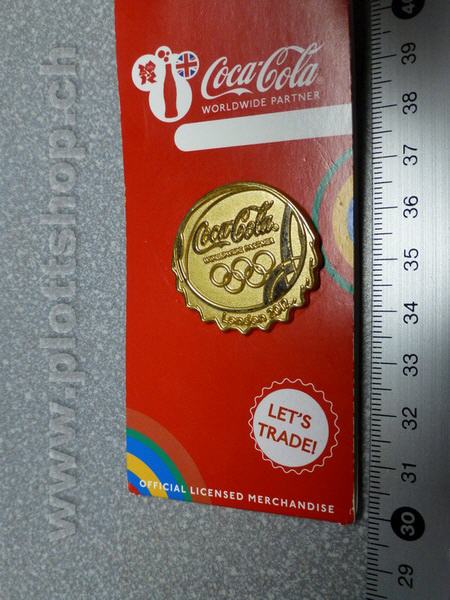 Coca-Cola
WORLDWIDE PARTNER
Coca-Cola
WORLDWIDE PARTNER
London 2012
LET'S
TRADE!
OFFICIAL LICENSED MERCHANDISE
www.plottshop.ch
40
39
38
37
36
35
34
33
32
31
30
29